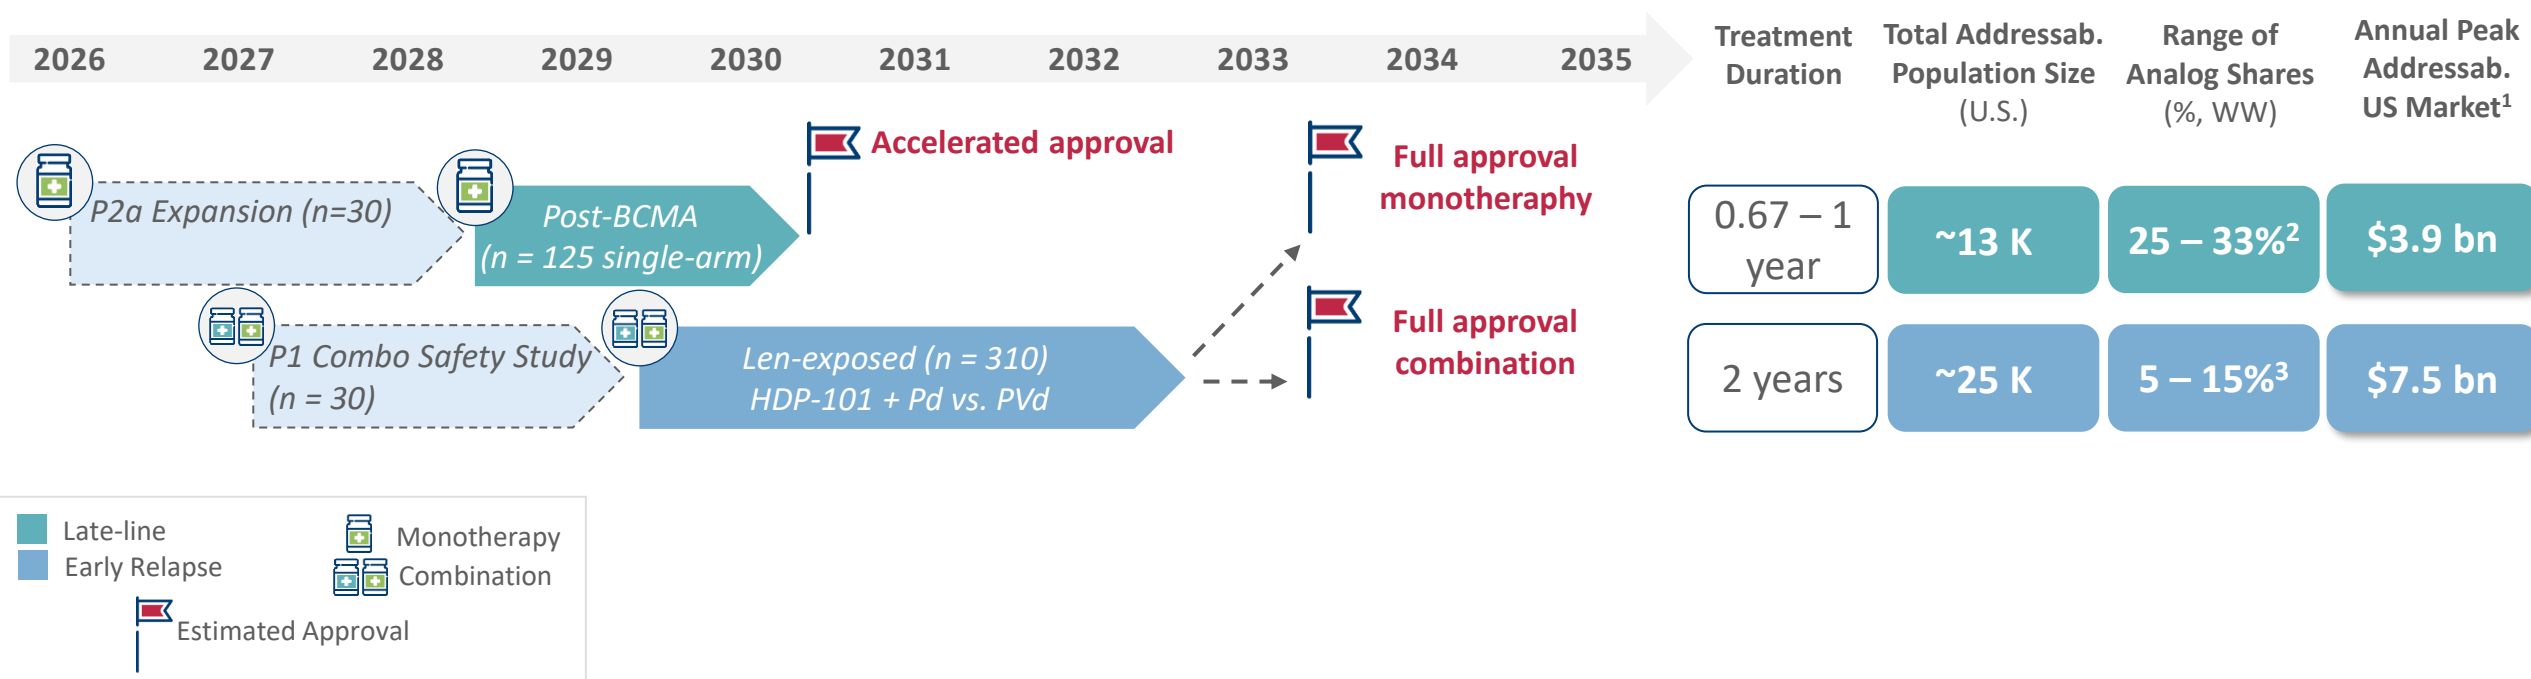 2026 2027 2028 2029 2030 2031 2032 2033 2034 2035
Treatment
Duration
Total Addressab.
Population Size
(U.S.)
Range of
Analog Shares
(%, WW)
Annual Peak
Addressab.
US Market¹
P2a Expansion (n=30)
Post-BCMA
(n = 125 single-arm)
Accelerated approval
Full approval
monotheraphy
0.67 – 1
year
~13 K
25 – 33%²
$3.9 bn
P1 Combo Safety Study
(n = 30)
Len-exposed (n = 310)
HDP-101 + Pd vs. PVd
Full approval
combination
2 years
~25 K
5 – 15%³
$7.5 bn
Late-line
Early Relapse
Monotherapy
Combination
Estimated Approval